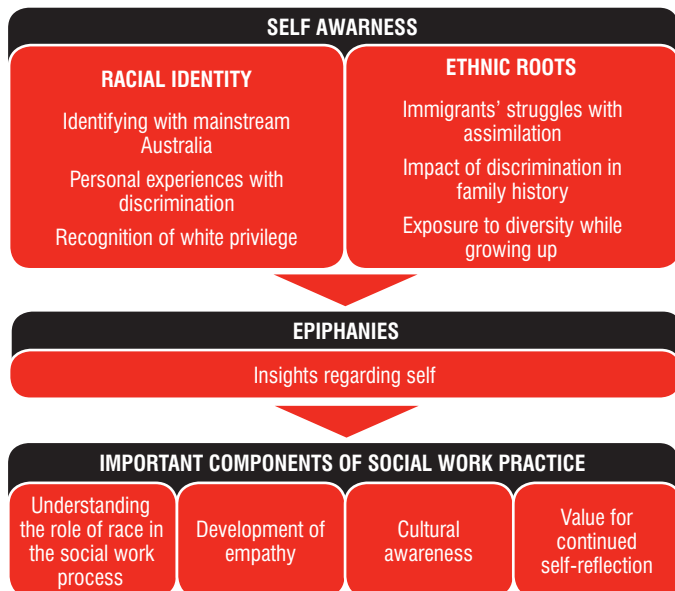 SELF AWARNESS
RACIAL IDENTITY
Identifying with mainstream
Australia
Personal experiences with
discrimination
Recognition of white privilege
ETHNIC ROOTS
Immigrants’ struggles with
assimilation
Impact of discrimination in
family history
Exposure to diversity while
growing up
EPIPHANIES
Insights regarding self
IMPORTANT COMPONENTS OF SOCIAL WORK PRACTICE
Understanding
the role of race in
the social work
process
Development of
empathy
Cultural
awareness
Value for
continued
self-reflection